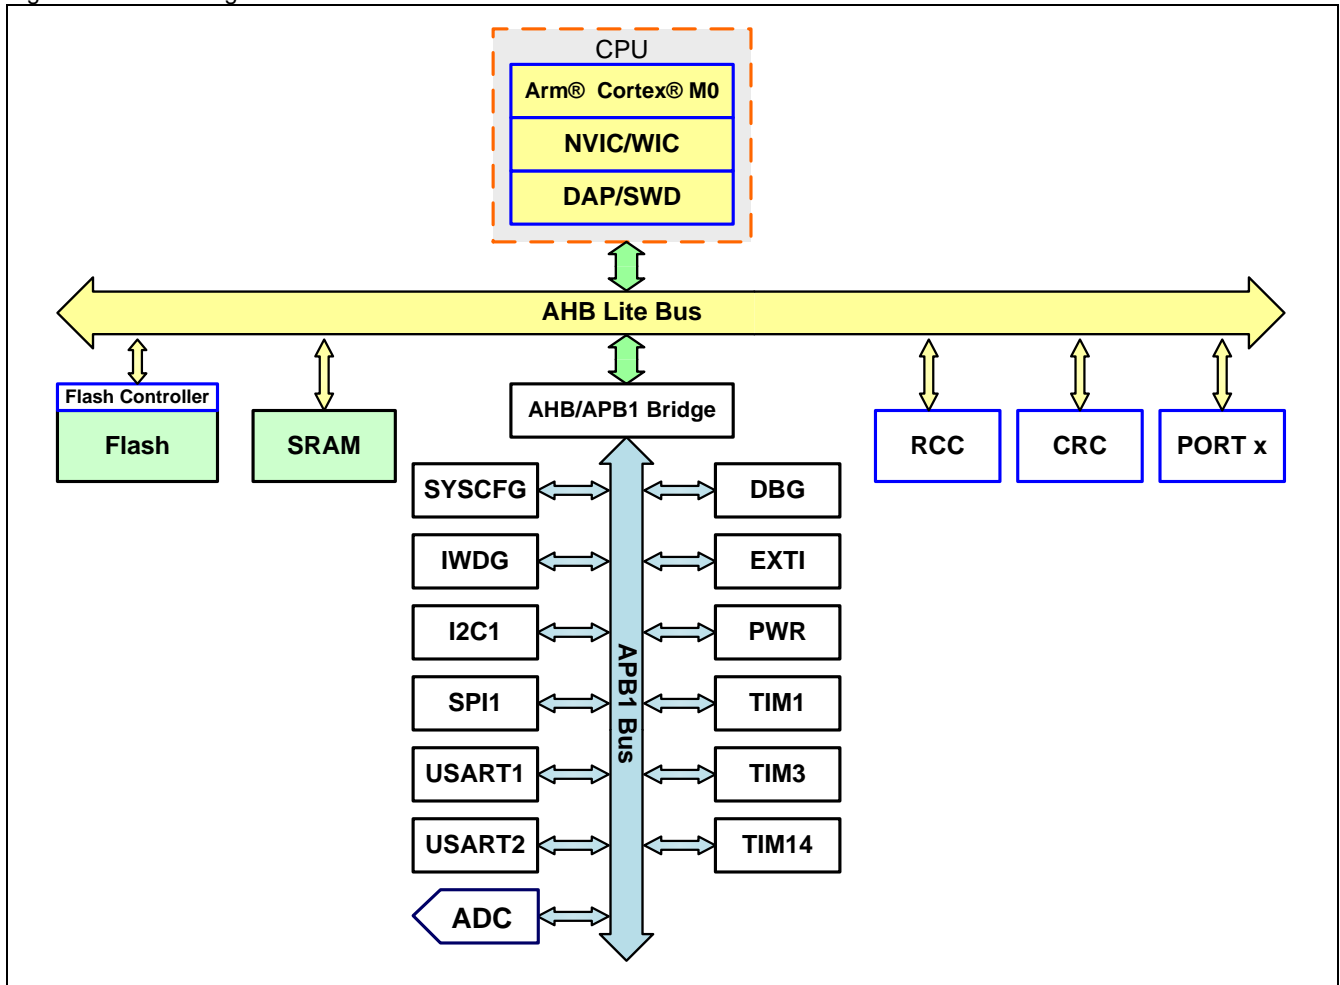 CPU
Arm® Cortex® M0
NVIC/WIC
DAP/SWD
AHB Lite Bus
Flash Controller
Flash
SRAM
AHB/APB1 Bridge
RCC
CRC
PORT x
SYSCFG
DBG
IWDG
EXTI
I2C1
PWR
APB1 Bus
SPI1
TIM1
USART1
TIM3
USART2
TIM14
ADC